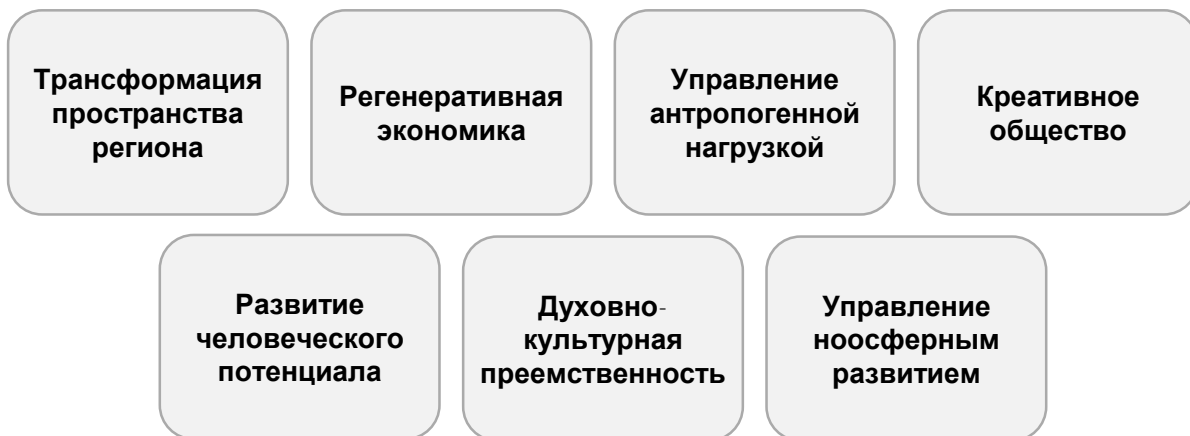 Трансформация
пространства
региона
Регенеративная
экономика
Управление
антропогенной
нагрузкой
Креативное
общество
Развитие
человеческого
потенциала
Духовно-
культурная
преемственность
Управление
ноосферным
развитием